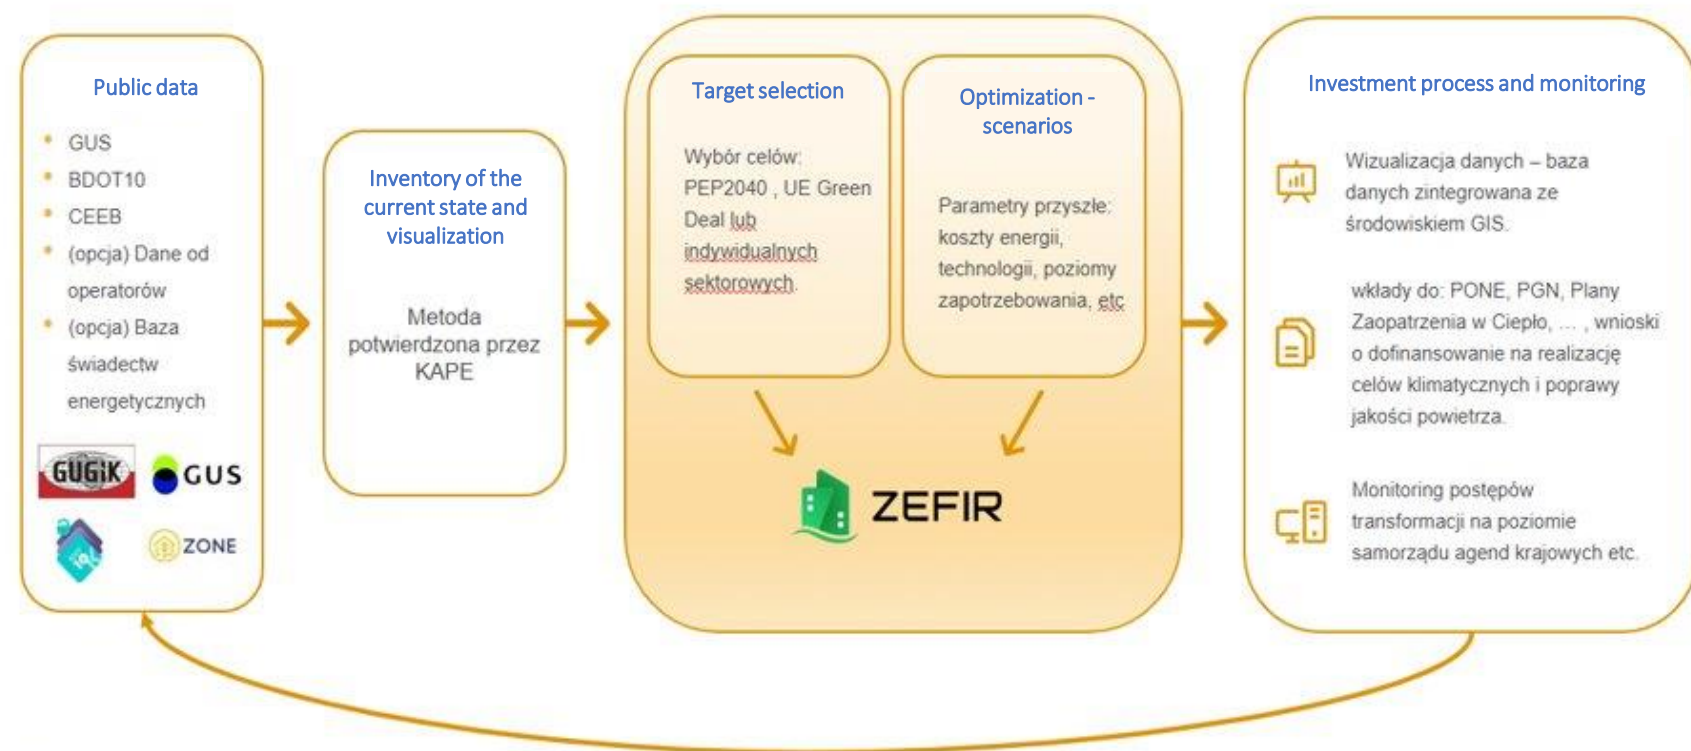 Public data
• GUS
• BDOT10
• CEEB
• (opcja) Dane od
operatorów
• (opcja) Baza
świadectw
energetycznych
GUGiK
GUS
ZONE
Inventory of the
current state and
visualization
Metoda
potwierdzona przez
KAPE
Target selection
Wybór celów:
PEP2040 , UE Green
Deal lub
indywidualnych
sektorowych.
Optimization -
scenarios
Parametry przyszłe:
koszty energii,
technologii, poziomy
zapotrzebowania, etc
ZEFIR
Investment process and monitoring
Wizualizacja danych – baza
danych zintegrowana ze
środowiskiem GIS.
wkłady do: PONE, PGN, Plany
Zaopatrzenia w Ciepło, ... , wnioski
o dofinansowanie na realizację
celów klimatycznych i poprawy
jakości powietrza.
Monitoring postępów
transformacji na poziomie
samorządu agend krajowych etc.